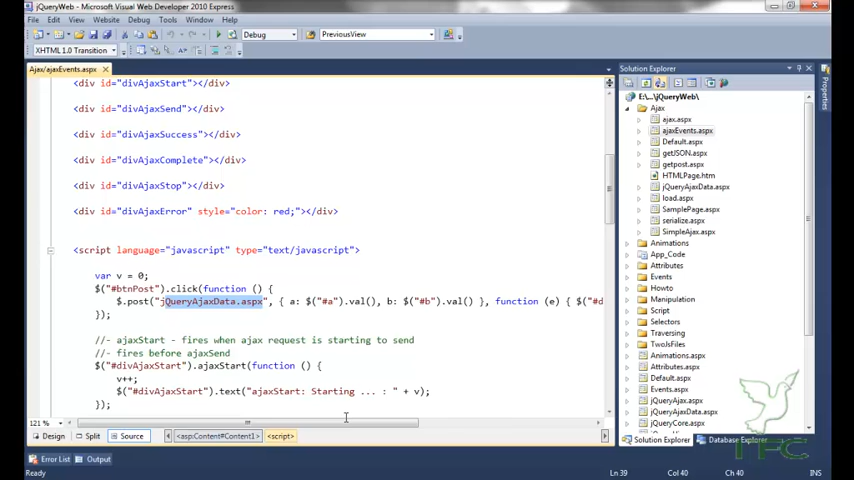 jQueryWeb - Microsoft Visual Web Developer 2010 Express
File Edit View Website Debug Tools Window Help
Debug PreviousView
XHTML 1.0 Transition
Ajax/ajaxEvents.aspx
<div id="divAjaxStart"></div>
<div id="divAjaxSend"></div>
<div id="divAjaxSuccess"></div>
<div id="divAjaxComplete"></div>
<div id="divAjaxStop"></div>
<div id="divAjaxError" style="color: red;"></div>
<script language="javascript" type="text/javascript">
var v = 0;
$("#btnPost").click(function () {
$.post("jQueryAjaxData.aspx", { a: $("#a").val(), b: $("#b").val() }, function (e) { $("#d
});
//- ajaxStart - fires when ajax request is starting to send
//- fires before ajaxSend
$("#divAjaxStart").ajaxStart(function () {
v++;
$("#divAjaxStart").text("ajaxStart: Starting ... : " + v);
});
121 %
Design Split Source <asp:Content#Content1> <script>
Error List Output
Ready Ln 39 Col 40 Ch 40
Solution Explorer
E:\...\jQueryWeb\
Ajax
ajax.aspx
ajaxEvents.aspx
Default.aspx
getJSON.aspx
getpost.aspx
HTMLPage.htm
jQueryAjaxData.aspx
load.aspx
SamplePage.aspx
serialize.aspx
SimpleAjax.aspx
Animations
App_Code
Attributes
Events
Images
Manipulating
Script
Selectors
Traversing
TwoJsFiles
Animations.aspx
Attributes.aspx
Default.aspx
Events.aspx
jQueryAjax.aspx
jQueryAjaxData.aspx
jQueryCore.aspx
Solution Explorer Database Explorer
Properties
TFC